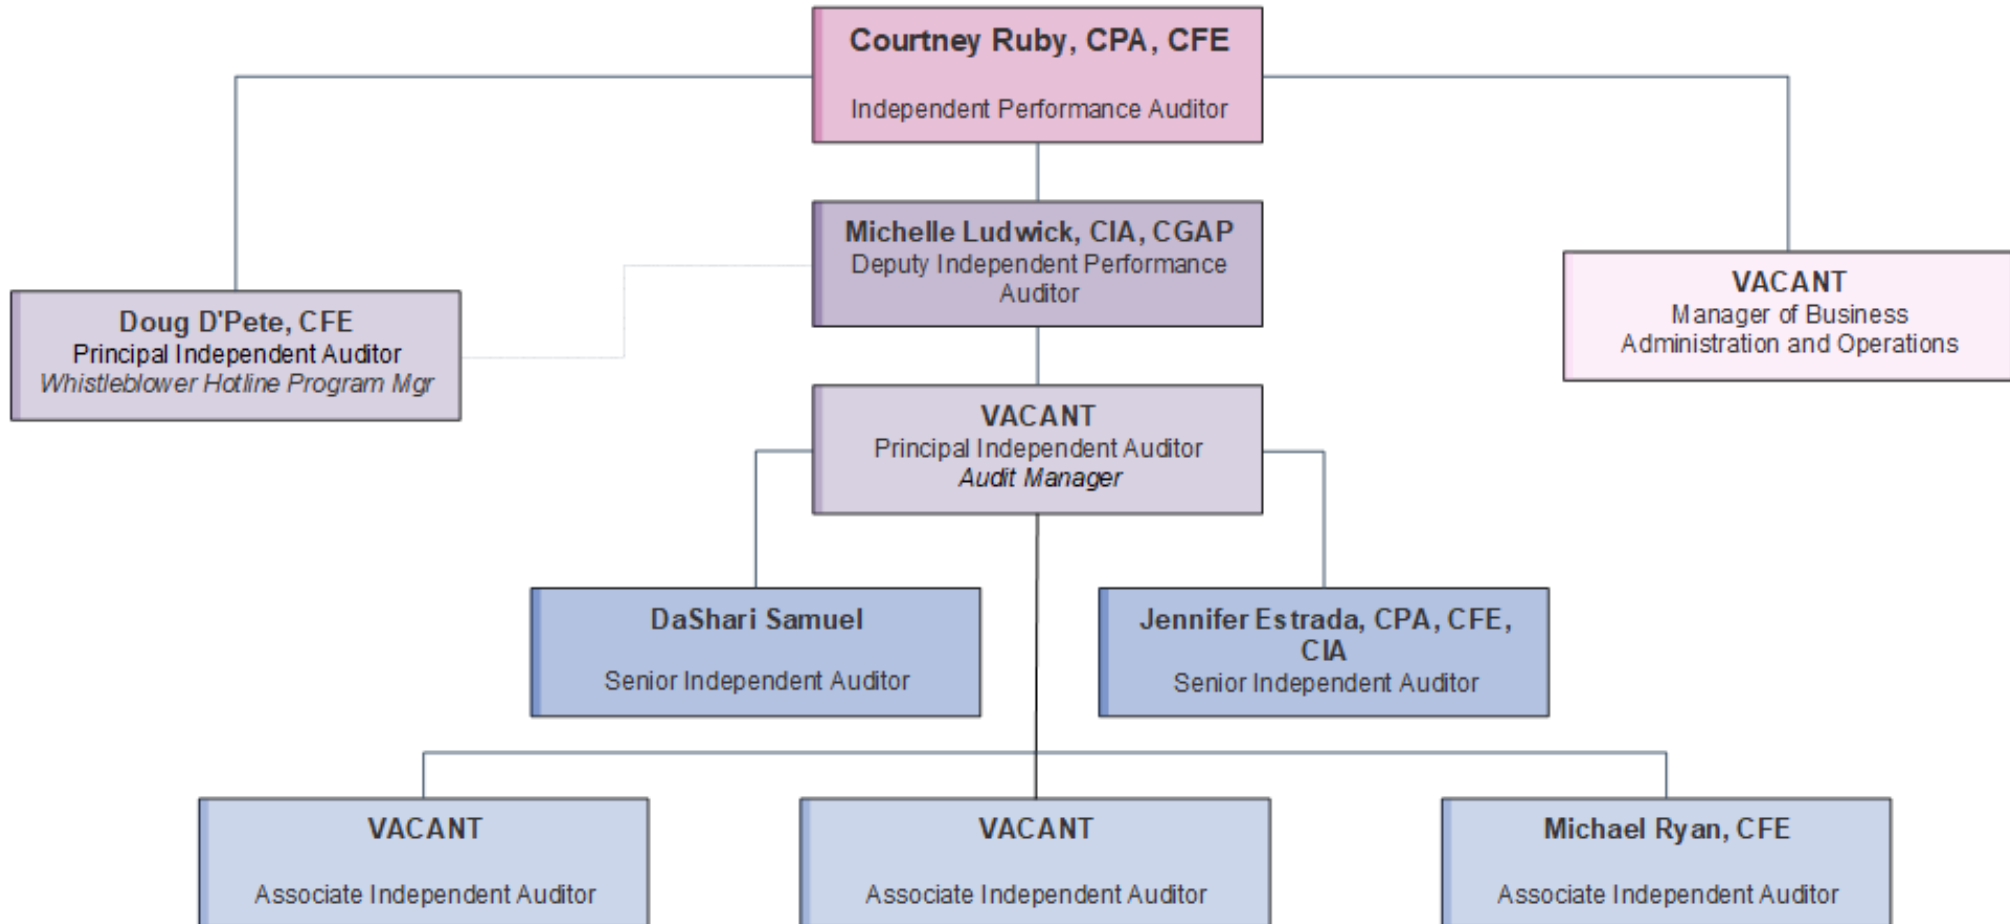 Courtney Ruby, CPA, CFE
Independent Performance Auditor
Michelle Ludwick, CIA, CGAP
Deputy Independent Performance
Auditor
Doug D'Pete, CFE
Principal Independent Auditor
Whistleblower Hotline Program Mgr
VACANT
Manager of Business
Administration and Operations
VACANT
Principal Independent Auditor
Audit Manager
DaShari Samuel
Senior Independent Auditor
Jennifer Estrada, CPA, CFE,
CIA
Senior Independent Auditor
VACANT
Associate Independent Auditor
VACANT
Associate Independent Auditor
Michael Ryan, CFE
Associate Independent Auditor